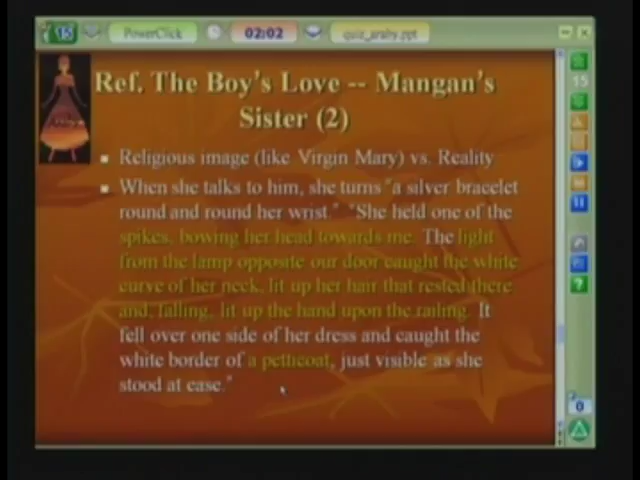 PowerClick
02:02
quiz_araby.ppt
Ref. The Boy's Love -- Mangan's
Sister (2)
15
Religious image (like Virgin Mary) vs. Reality
When she talks to him, she turns "a silver bracelet
round and round her wrist." "She held one of the
spikes, bowing her head towards me. The light
from the lamp opposite our door caught the white
curve of her neck, lit up her hair that rested there
and, falling, lit up the hand upon the railing. It
fell over one side of her dress and caught the
white border of a petticoat, just visible as she
stood at ease."
0